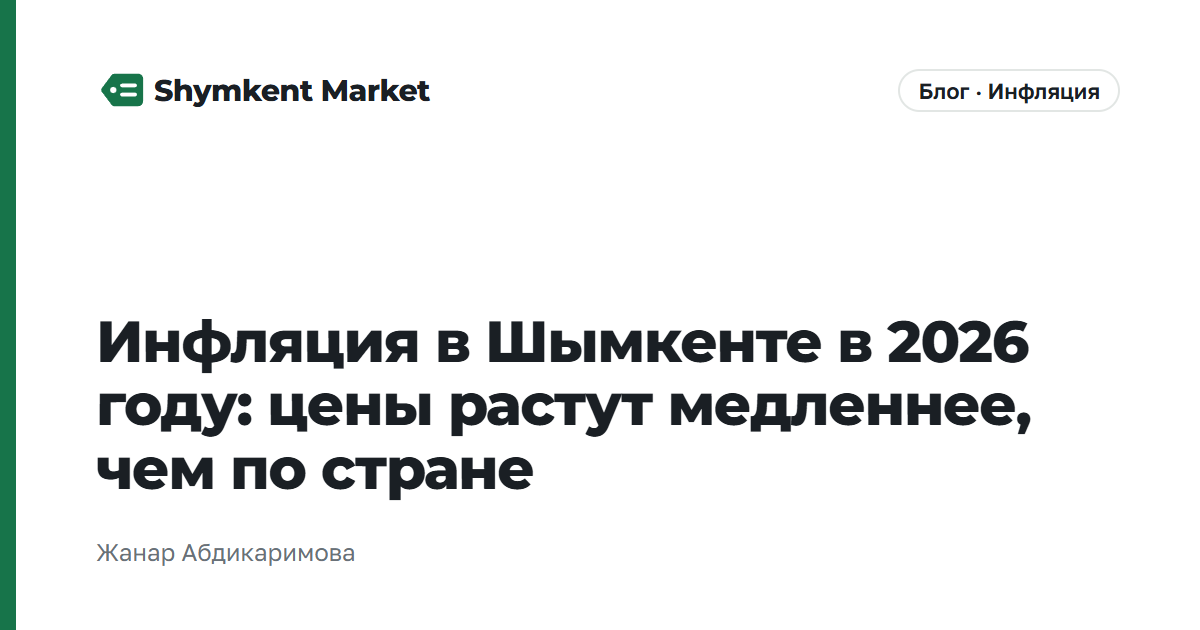 Shymkent Market
Блог · Инфляция
Инфляция в Шымкенте в 2026
году: цены растут медленнее,
чем по стране
Жанар Абдикаримова